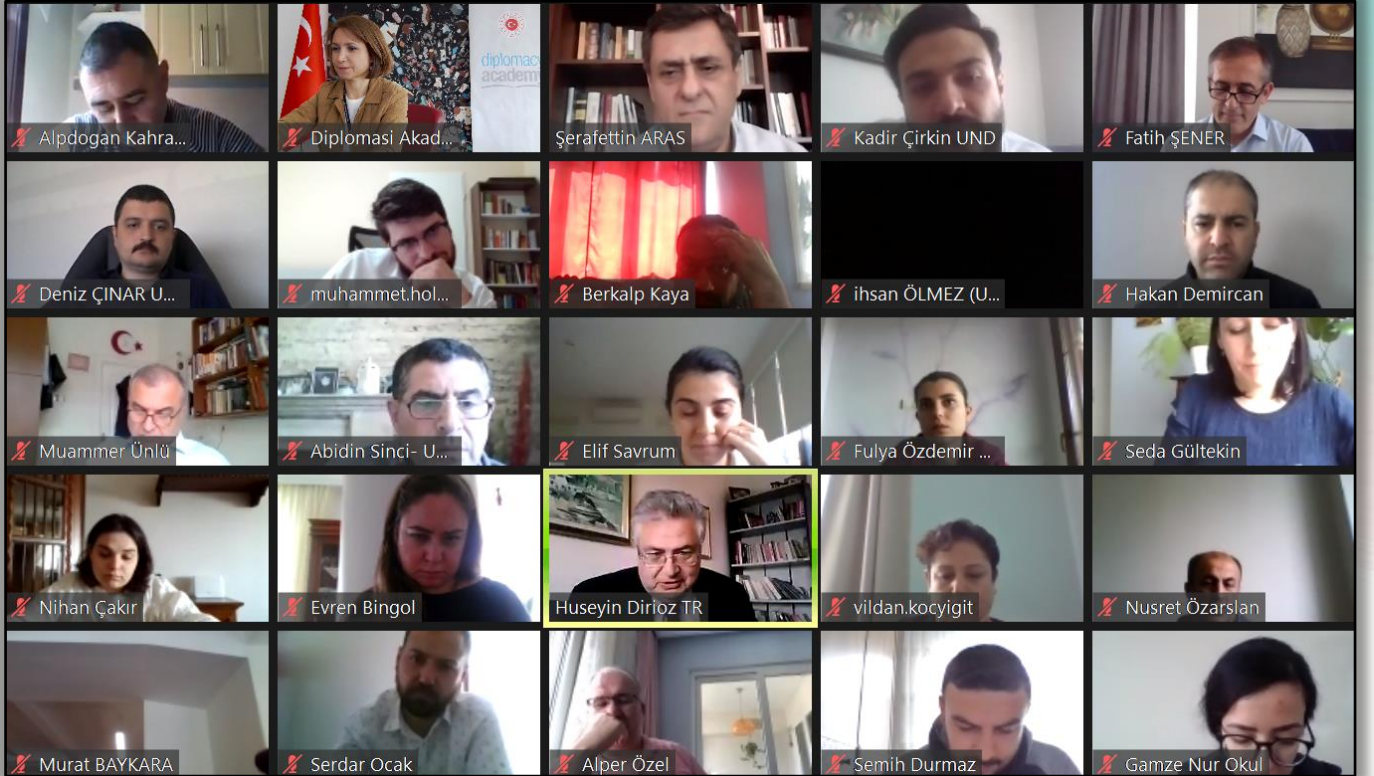 Alpdogan Kahra...
diplomacy
academy
Diplomasi Akad...
Şerafettin ARAS
Kadir Çirkin UND
Fatih ŞENER
Deniz ÇINAR U...
muhammet.hol...
Berkalp Kaya
ihsan ÖLMEZ (U...
Hakan Demircan
Muammer Ünlü
Abidin Sinci- U...
Elif Savrum
Fulya Özdemir ...
Seda Gültekin
Nihan Çakır
Evren Bingol
Huseyin Dirioz TR
vildan.kocyigit
Nusret Özarslan
Murat BAYKARA
Serdar Ocak
Alper Özel
Semih Durmaz
Gamze Nur Okul